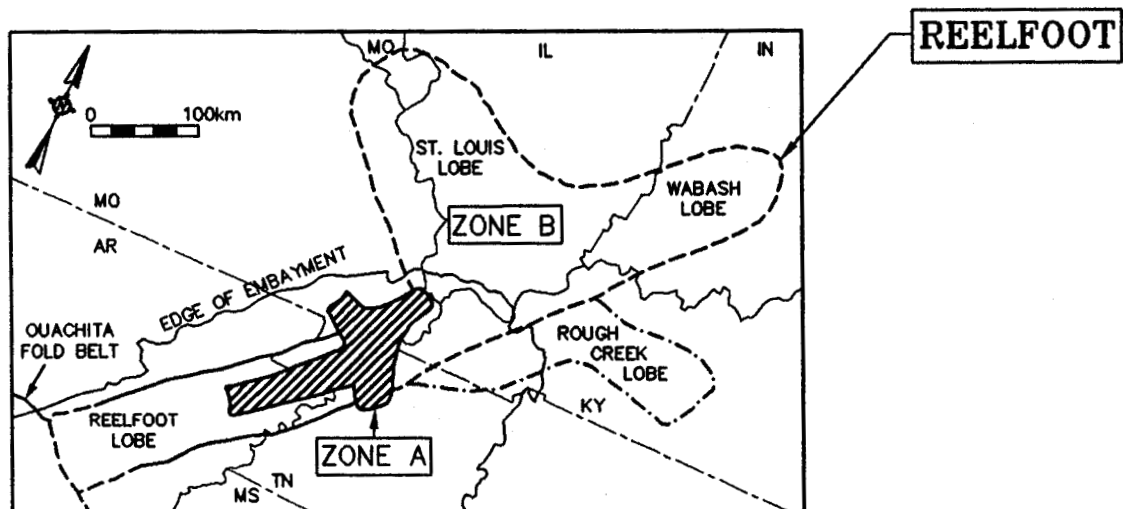 REELFOOT
MO
IL
IN
0
100km
ST. LOUIS
LOBE
WABASH
LOBE
MO
ZONE B
AR
EDGE OF EMBAYMENT
OUACHITA
FOLD BELT
ROUGH
CREEK
LOBE
REELFOOT
LOBE
KY
ZONE A
MS
TN